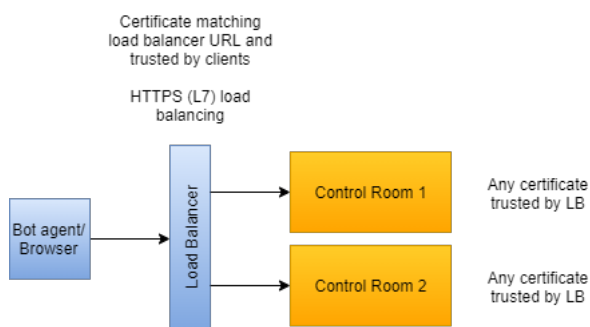 Certificate matching
load balancer URL and
trusted by clients
HTTPS (L7) load
balancing
Bot agent/
Browser
Load Balancer
Control Room 1
Any certificate
trusted by LB
Control Room 2
Any certificate
trusted by LB